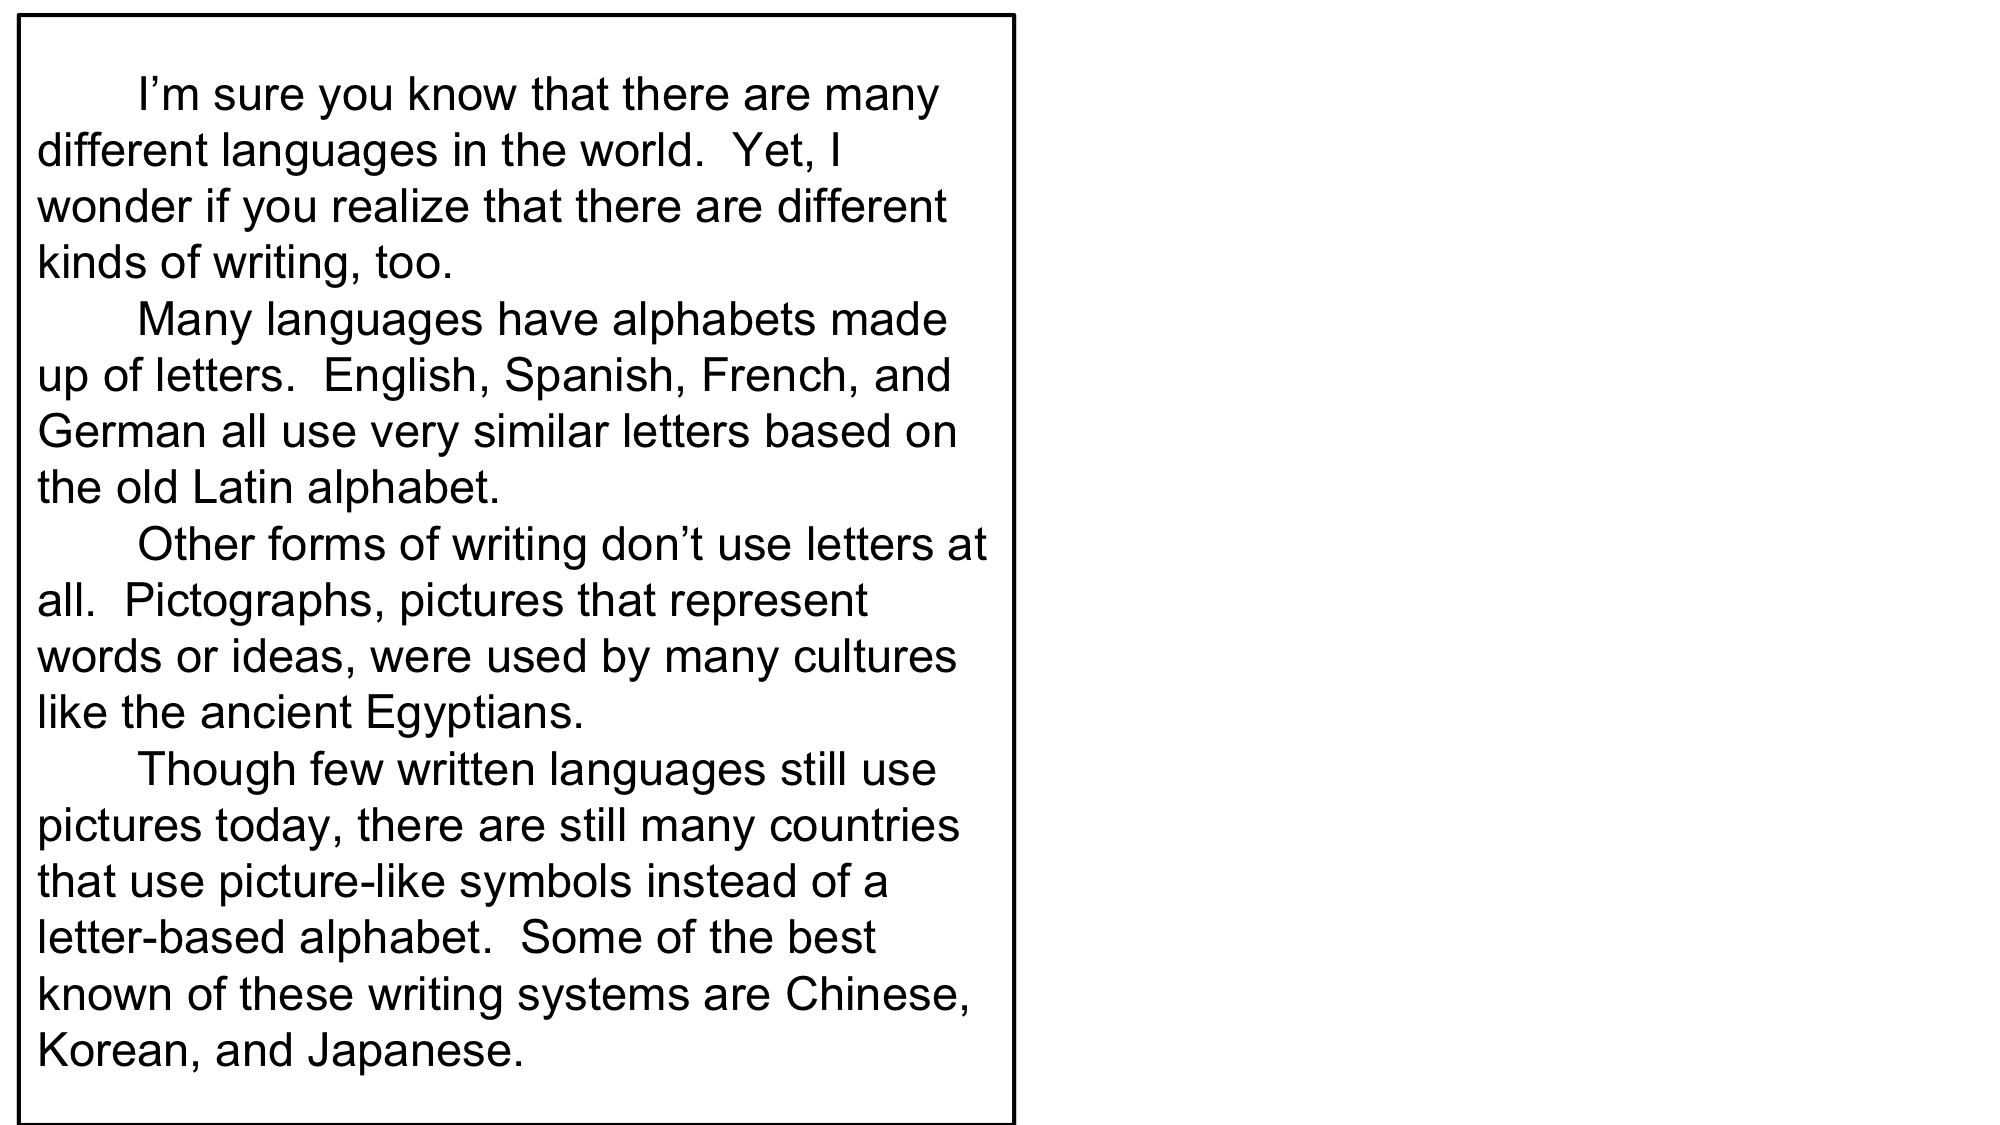 I’m sure you know that there are many
different languages in the world.  Yet, I
wonder if you realize that there are different
kinds of writing, too.
Many languages have alphabets made
up of letters.  English, Spanish, French, and
German all use very similar letters based on
the old Latin alphabet.
Other forms of writing don’t use letters at
all.  Pictographs, pictures that represent
words or ideas, were used by many cultures
like the ancient Egyptians.
Though few written languages still use
pictures today, there are still many countries
that use picture-like symbols instead of a
letter-based alphabet.  Some of the best
known of these writing systems are Chinese,
Korean, and Japanese.